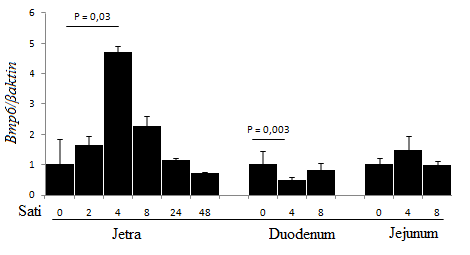 6
P = 0,03
5
4
3
P = 0,003
2
1
0
Bmp6/βaktin
Sati 0 2 4 8 24 48 0 4 8 0 4 8
Jetra Duodenum Jejunum